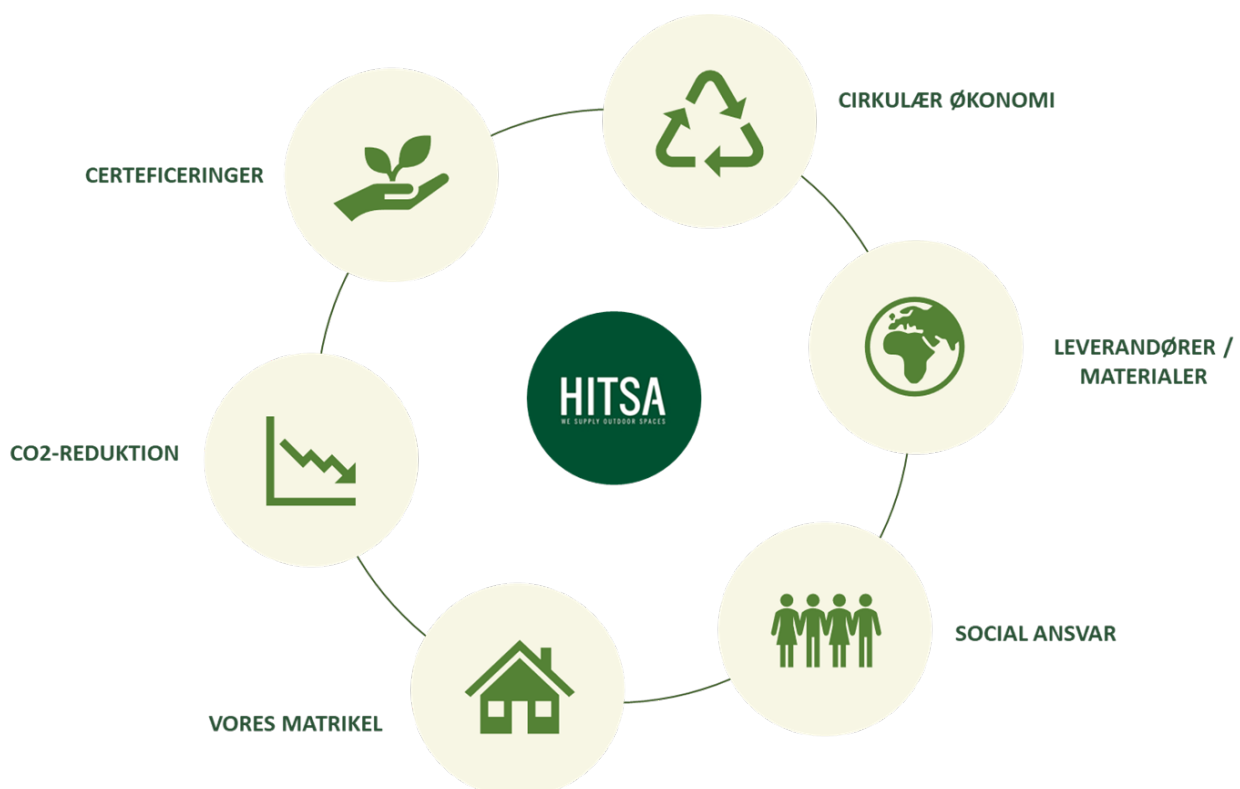 CIRKULÆR ØKONOMI
CERTEFICERINGER
LEVERANDØRER /
MATERIALER
HITSA
WE SUPPLY OUTDOOR SPACES
CO2-REDUKTION
SOCIAL ANSVAR
VORES MATRIKEL